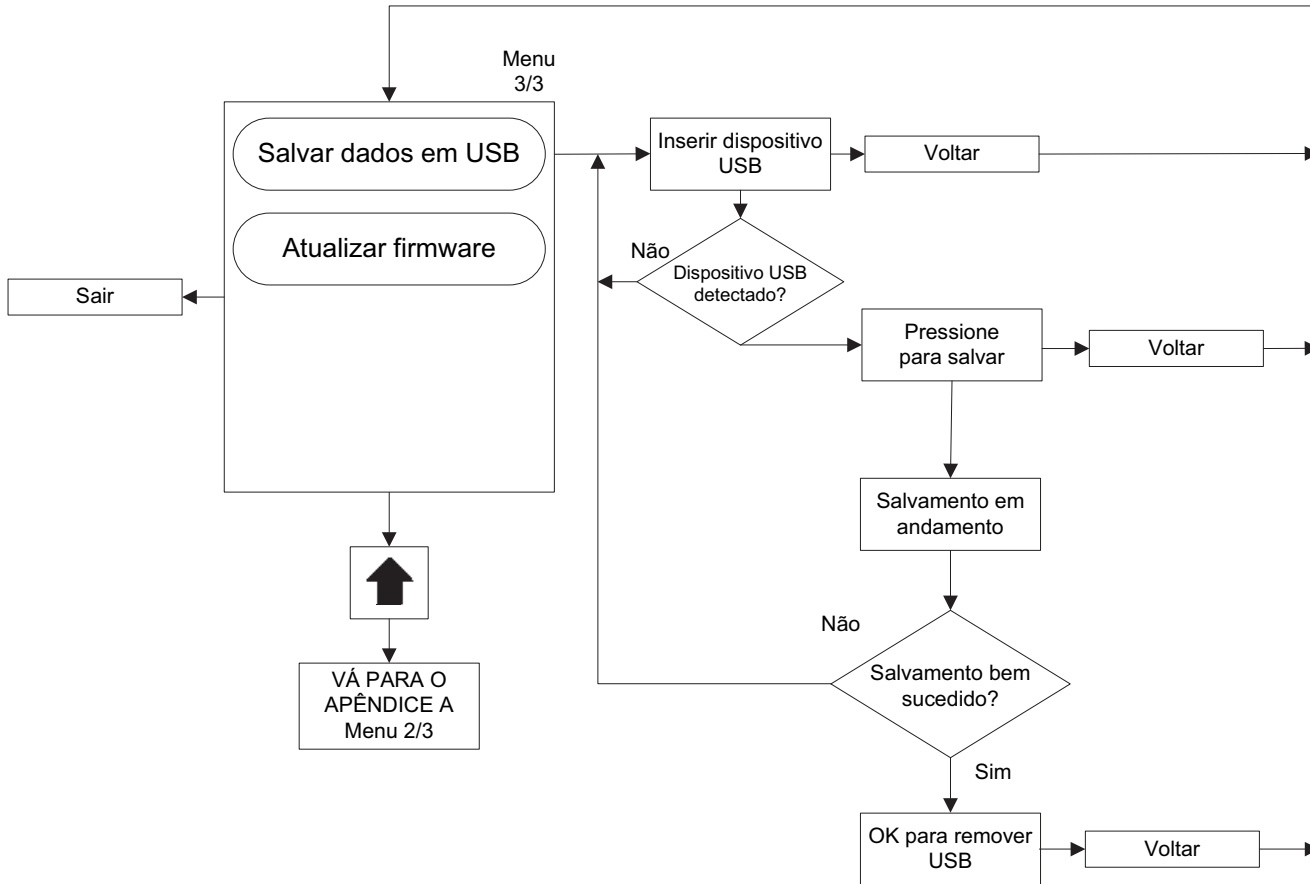 Menu
3/3
Salvar dados em USB
Inserir dispositivo
USB
Voltar
Atualizar firmware
Não
Dispositivo USB
detectado?
Sair
Pressione
para salvar
Voltar
Salvamento em
andamento
Não
Salvamento bem
sucedido?
VÁ PARA O
APÊNDICE A
Menu 2/3
Sim
OK para remover
USB
Voltar